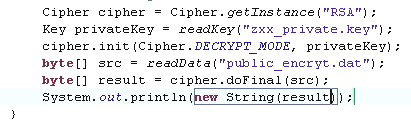 Cipher cipher = Cipher.getInstance("RSA");
Key privateKey = readKey("zxx_private.key");
cipher.init(Cipher.DECRYPT_MODE, privateKey);
byte[] src = readData("public_encryt.dat");
byte[] result = cipher.doFinal(src);
System.out.println(new String(result));
}